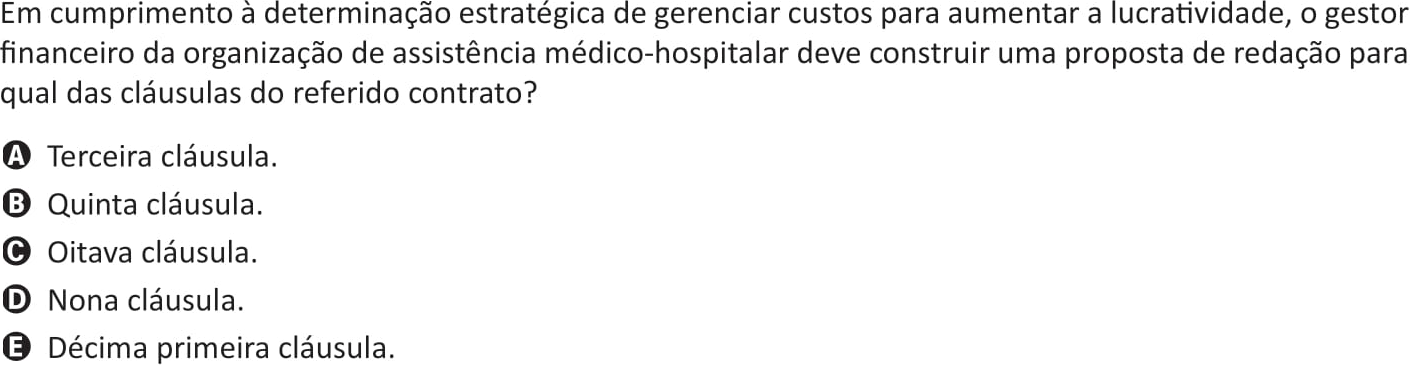 Em cumprimento à determinação estratégica de gerenciar custos para aumentar a lucratividade, o gestor
financeiro da organização de assistência médico-hospitalar deve construir uma proposta de redação para
qual das cláusulas do referido contrato?
A Terceira cláusula.
B Quinta cláusula.
C Oitava cláusula.
D Nona cláusula.
E Décima primeira cláusula.